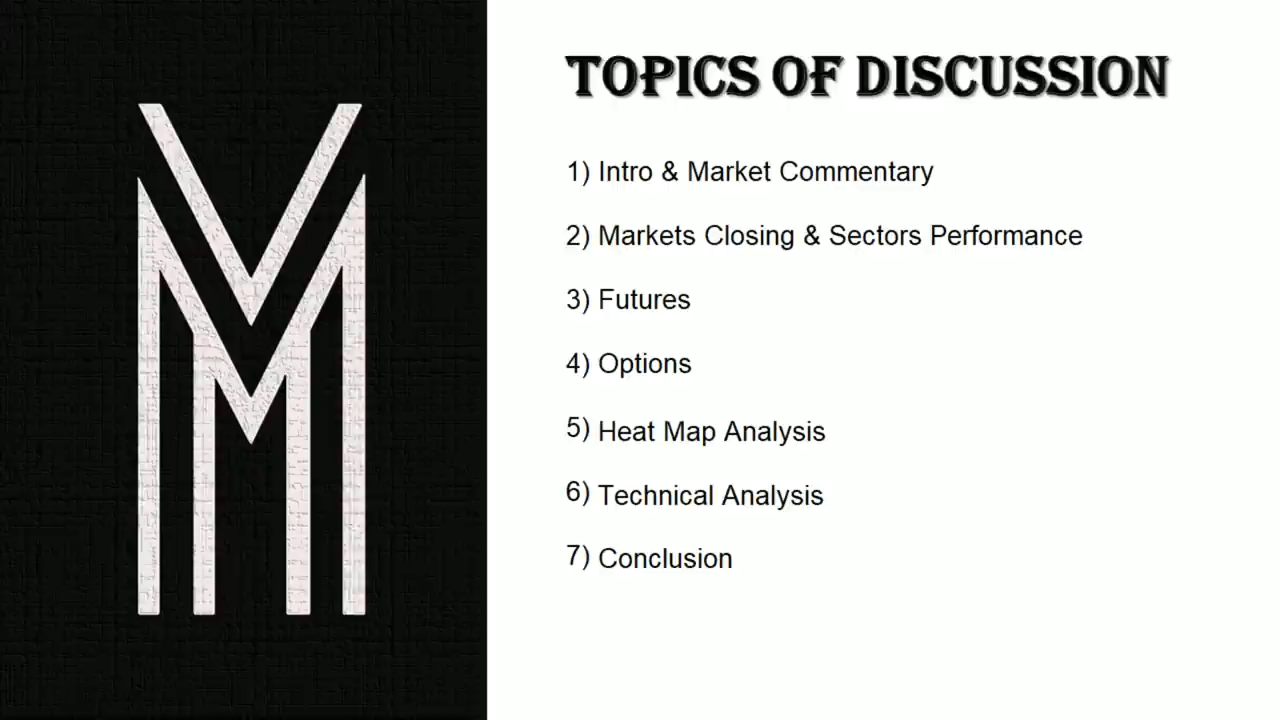 TOPICS OF DISCUSSION
1) Intro & Market Commentary
2) Markets Closing & Sectors Performance
3) Futures
4) Options
5) Heat Map Analysis
6) Technical Analysis
7) Conclusion